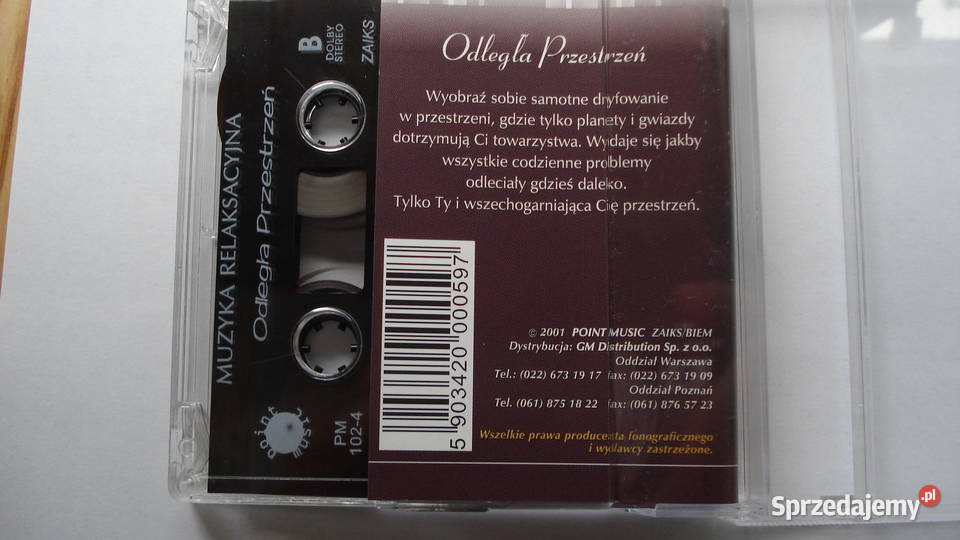 MUZYKA RELAKSACYJNA
Odległa Przestrzeń
B
DOLBY
STEREO
ZAIKS
point
music
PM
102-4
Odległa Przestrzeń
Wyobraź sobie samotne dryfowanie
w przestrzeni, gdzie tylko planety i gwiazdy
dotrzymują Ci towarzystwa. Wydaje się jakby
wszystkie codzienne problemy
odleciały gdzieś daleko.
Tylko Ty i wszechogarniająca Cię przestrzeń.
5 903420 000597
© 2001 POINT MUSIC ZAIKS/BIEM
Dystrybucja: GM Distribution Sp. z o.o.
Oddział Warszawa
Tel.: (022) 673 19 17 fax: (022) 673 19 09
Oddział Poznań
Tel. (061) 875 18 22 fax: (061) 876 57 23
Wszelkie prawa producenta fonograficznego
i wydawcy zastrzeżone.
Sprzedajemy.pl